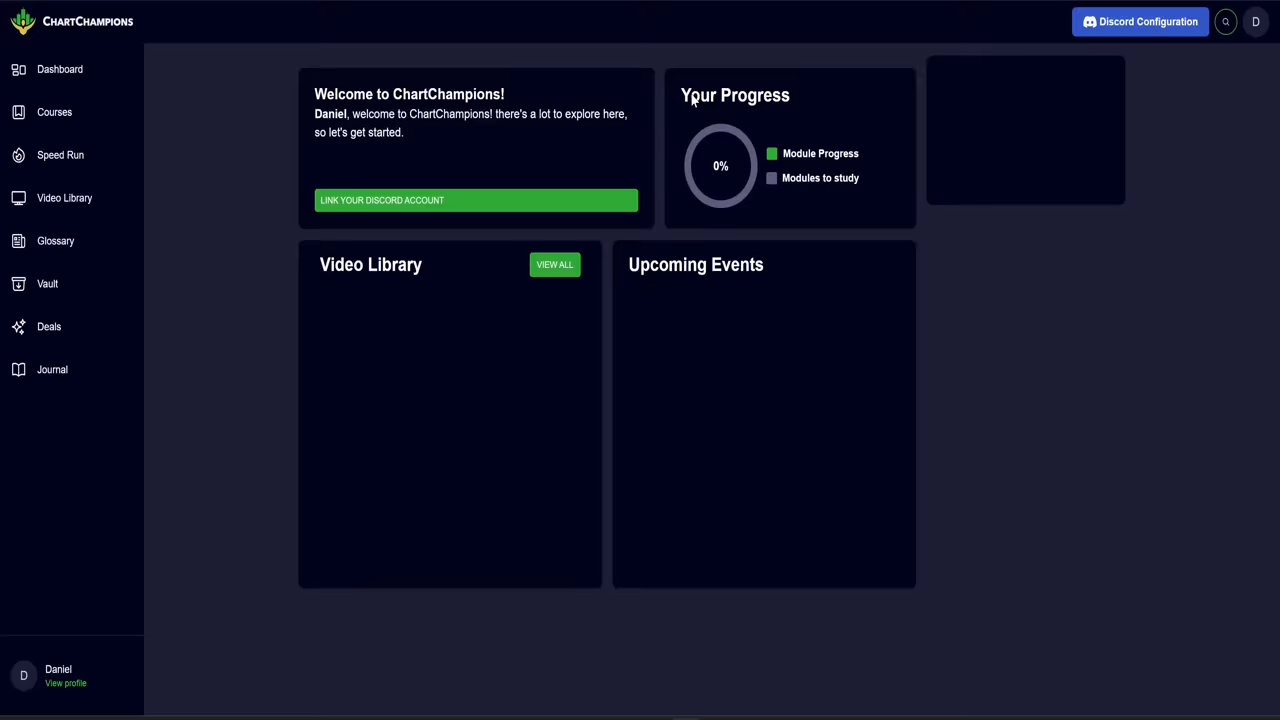 ChartChampions
Discord Configuration
D
Dashboard
Courses
Speed Run
Video Library
Glossary
Vault
Deals
Journal
Welcome to ChartChampions!
Daniel, welcome to ChartChampions! there's a lot to explore here,
so let's get started.
LINK YOUR DISCORD ACCOUNT
Your Progress
0%
Module Progress
Modules to study
Video Library
VIEW ALL
Upcoming Events
D
Daniel
View profile